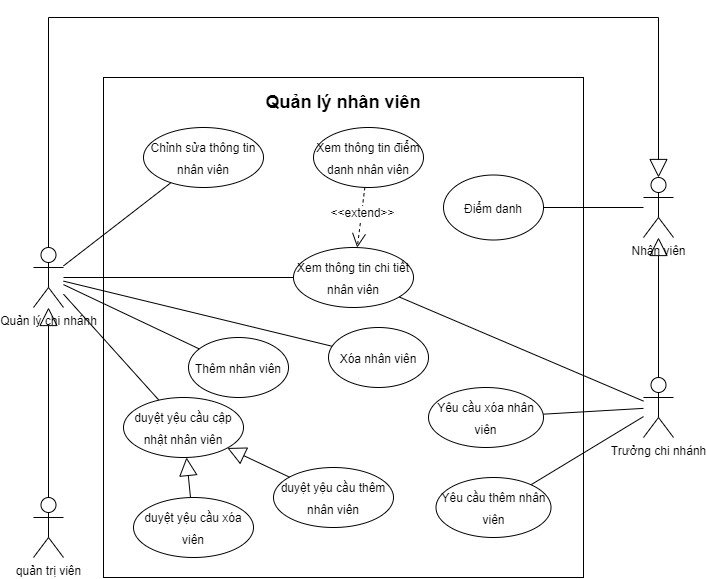 Quản lý nhân viên
Chỉnh sửa thông tin
nhân viên
Xem thông tin điểm
danh nhân viên
Điểm danh
<<extend>>
Nhân viên
Xem thông tin chi tiết
nhân viên
Quản lý chi nhánh
Thêm nhân viên
Xóa nhân viên
duyệt yêu cầu cập
nhật nhân viên
Yêu cầu xóa nhân
viên
Trưởng chi nhánh
duyệt yêu cầu thêm
nhân viên
Yêu cầu thêm nhân
viên
duyệt yêu cầu xóa
viên
quản trị viên